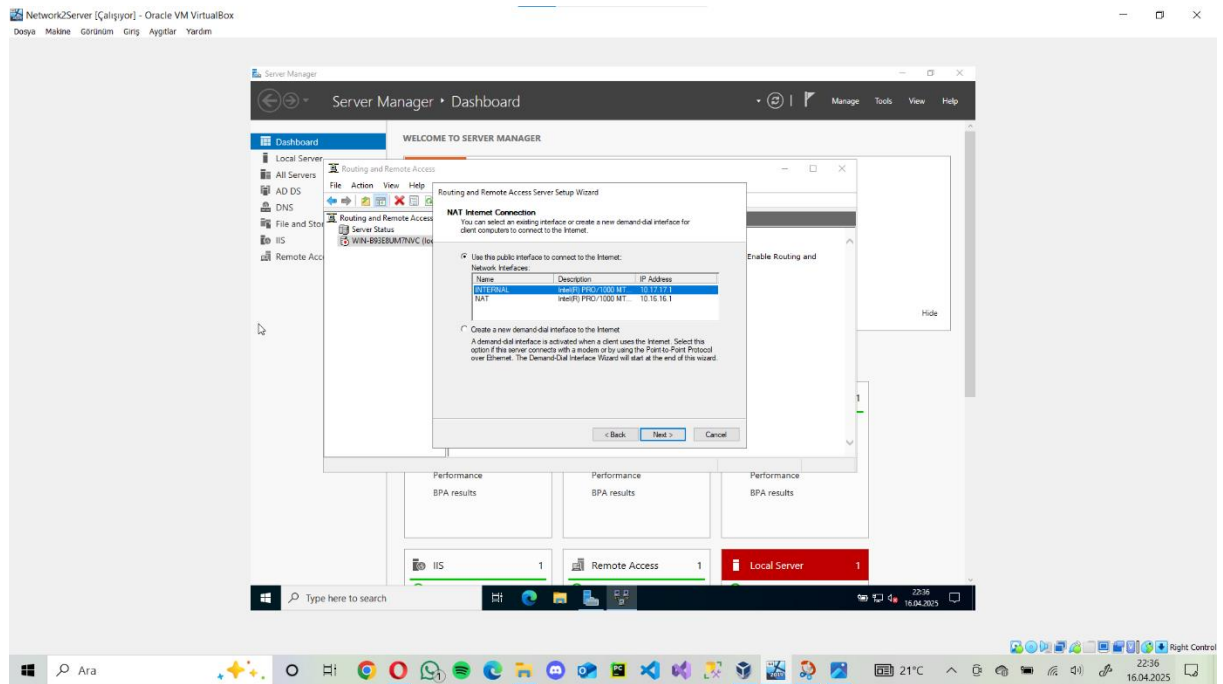 Network2Server [Çalışıyor] - Oracle VM VirtualBox
Dosya Makine Görünüm Giriş Aygıtlar Yardım
Server Manager
Server Manager • Dashboard
Manage Tools View Help
Dashboard
Local Server
All Servers
AD DS
DNS
File and Stor
IIS
Remote Acc
WELCOME TO SERVER MANAGER
Routing and Remote Access
File Action View Help
Routing and Remote Access
Server Status
WIN-B93E8UM7NVC (loc
Enable Routing and
Routing and Remote Access Server Setup Wizard
NAT Internet Connection
You can select an existing interface or create a new demand-dial interface for
client computers to connect to the Internet.
Use this public interface to connect to the Internet:
Network Interfaces:
Name Description IP Address
INTERNAL Intel(R) PRO/1000 MT... 10.17.17.1
NAT Intel(R) PRO/1000 MT... 10.16.16.1
Create a new demand-dial interface to the Internet
A demand-dial interface is activated when a client uses the Internet. Select this
option if this server connects with a modem or by using the Point-to-Point Protocol
over Ethernet. The Demand-Dial Interface Wizard will start at the end of this wizard.
< Back Next > Cancel
Hide
1
Performance Performance Performance
BPA results BPA results BPA results
IIS 1 Remote Access 1 Local Server 1
Type here to search
22:36
16.04.2025
Right Control
Ara
21°C
22:36
16.04.2025